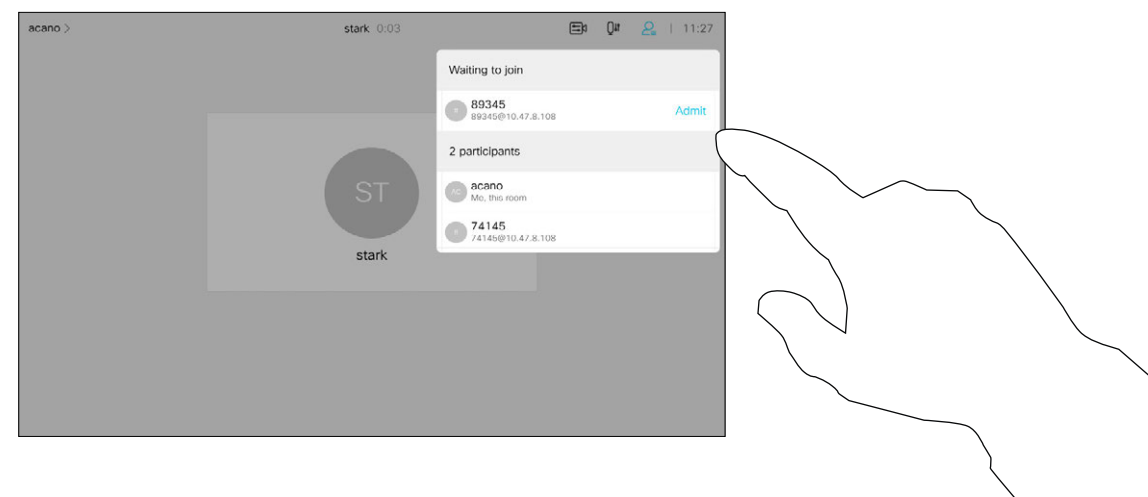 acano >
stark 0:03
11:27
Waiting to join
89345
89345@10.47.8.108
Admit
2 participants
AC
acano
Me, this room
74145
74145@10.47.8.108
ST
stark